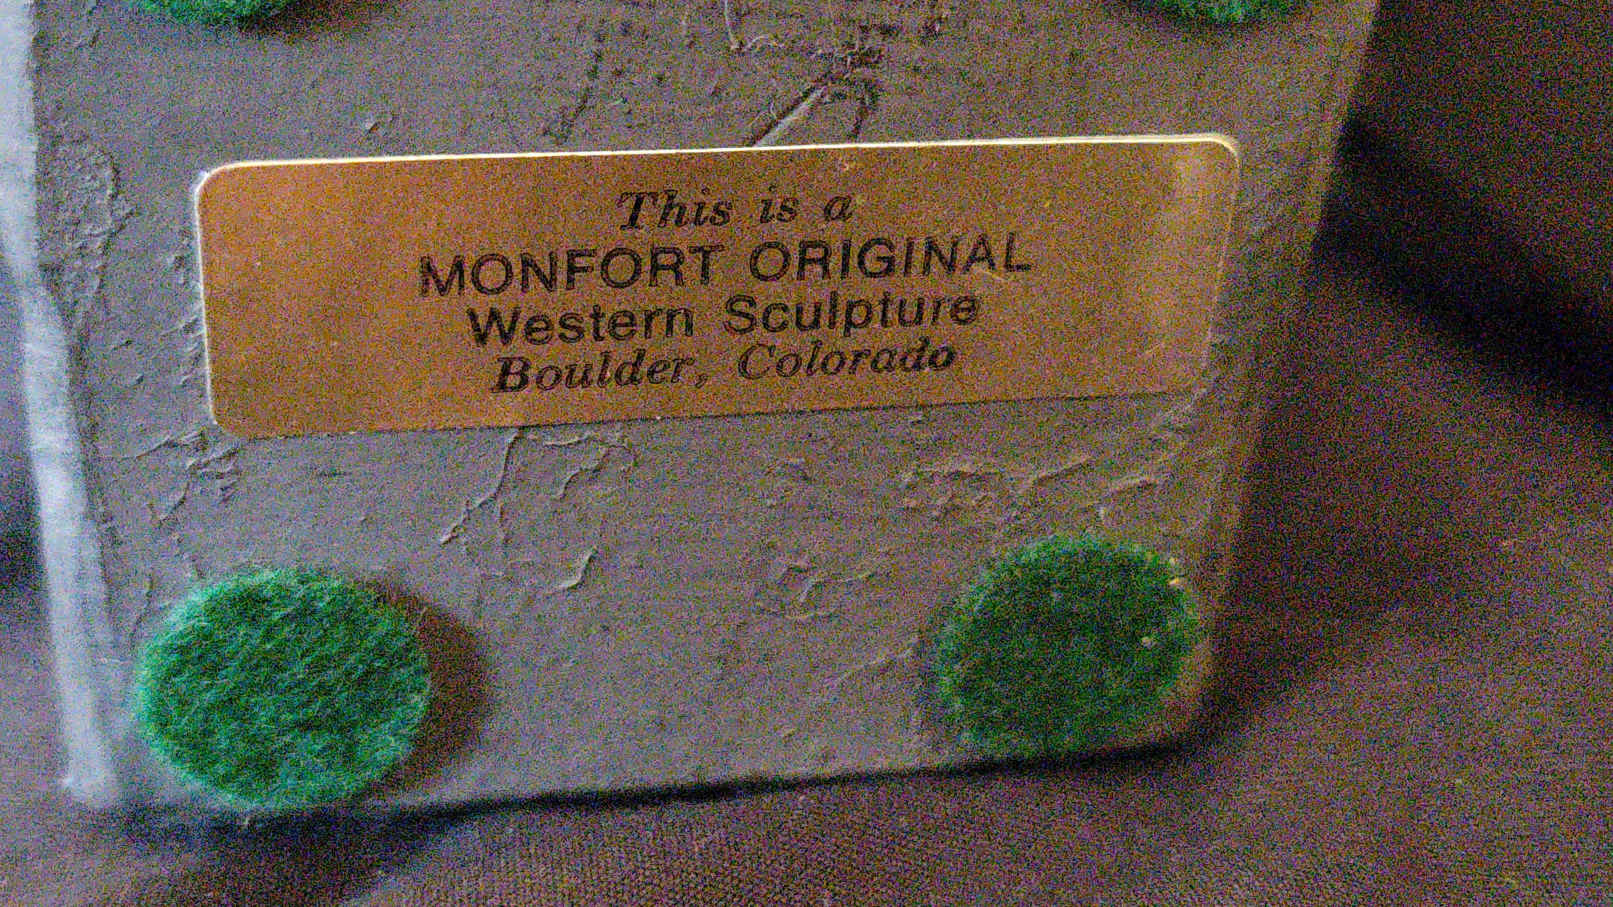 This is a
MONFORT ORIGINAL
Western Sculpture
Boulder, Colorado